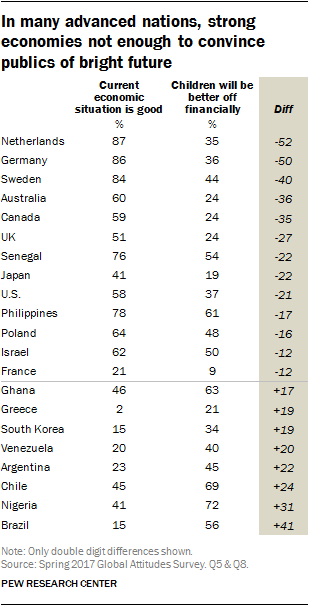 In many advanced nations, strong
economies not enough to convince
publics of bright future
Current economic situation is good Children will be better off financially Diff
% %
Netherlands 87 35 -52
Germany 86 36 -50
Sweden 84 44 -40
Australia 60 24 -36
Canada 59 24 -35
UK 51 24 -27
Senegal 76 54 -22
Japan 41 19 -22
U.S. 58 37 -21
Philippines 78 61 -17
Poland 64 48 -16
Israel 62 50 -12
France 21 9 -12
Ghana 46 63 +17
Greece 2 21 +19
South Korea 15 34 +19
Venezuela 20 40 +20
Argentina 23 45 +22
Chile 45 69 +24
Nigeria 41 72 +31
Brazil 15 56 +41
Note: Only double digit differences shown.
Source: Spring 2017 Global Attitudes Survey. Q5 & Q8.
PEW RESEARCH CENTER